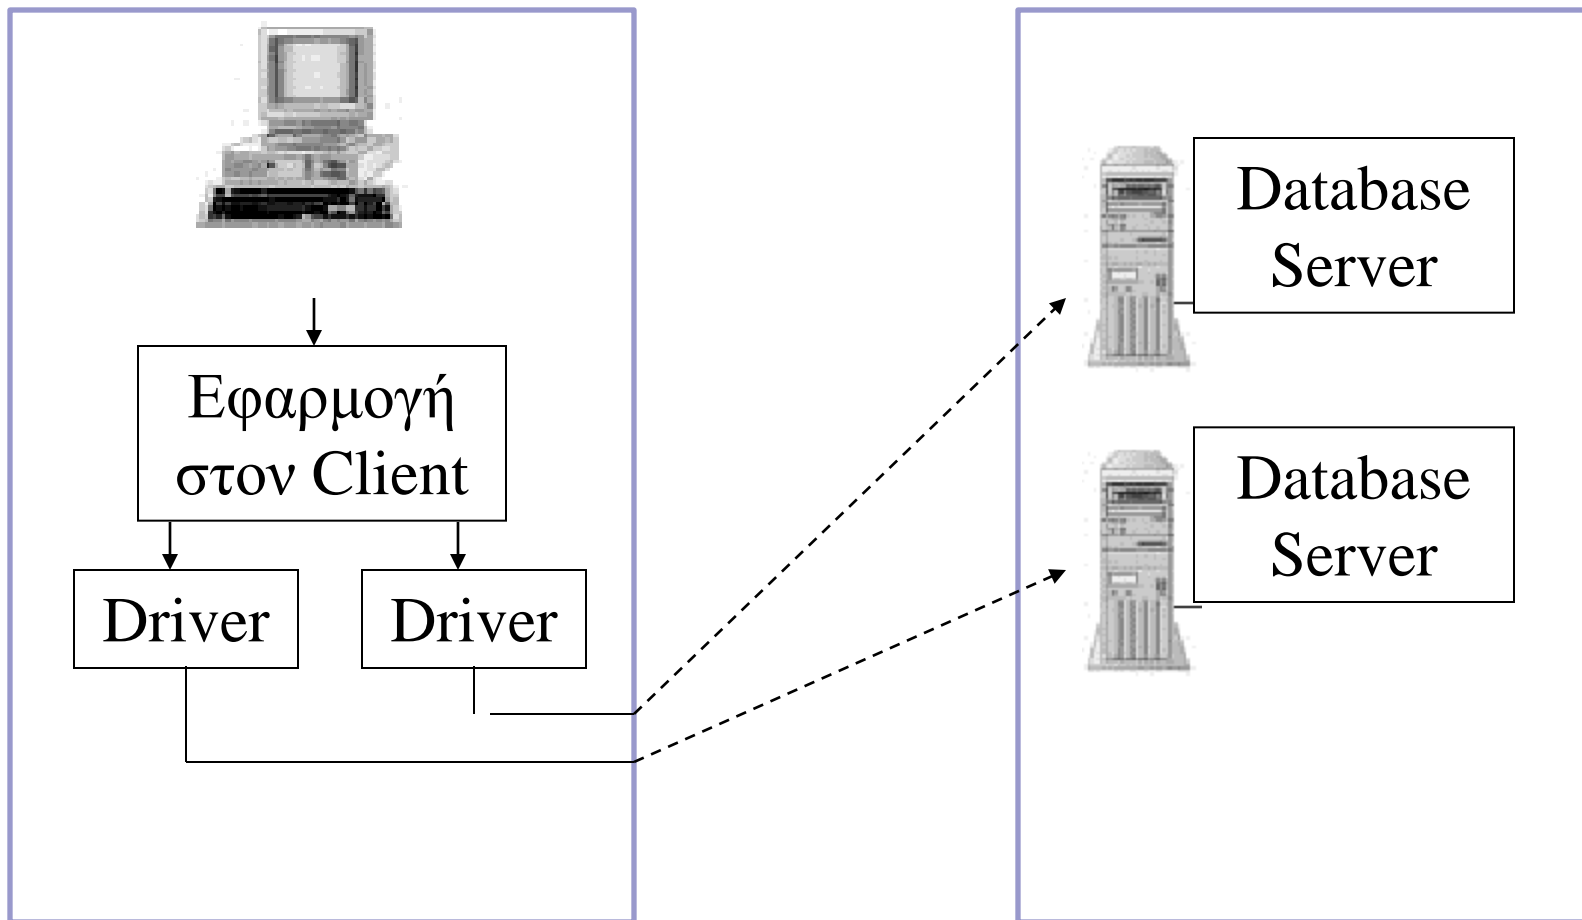 Εφαρμογή
στον Client
Driver
Driver
Database
Server
Database
Server